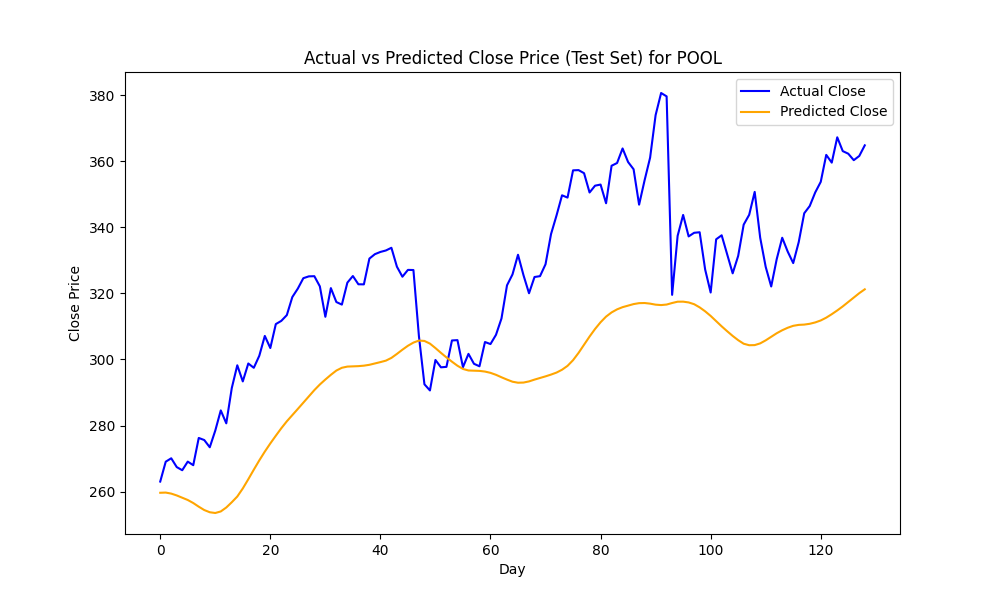 Actual vs Predicted Close Price (Test Set) for POOL
Actual Close
Predicted Close
Close Price
380
360
340
320
300
280
260
0 20 40 60 80 100 120
Day